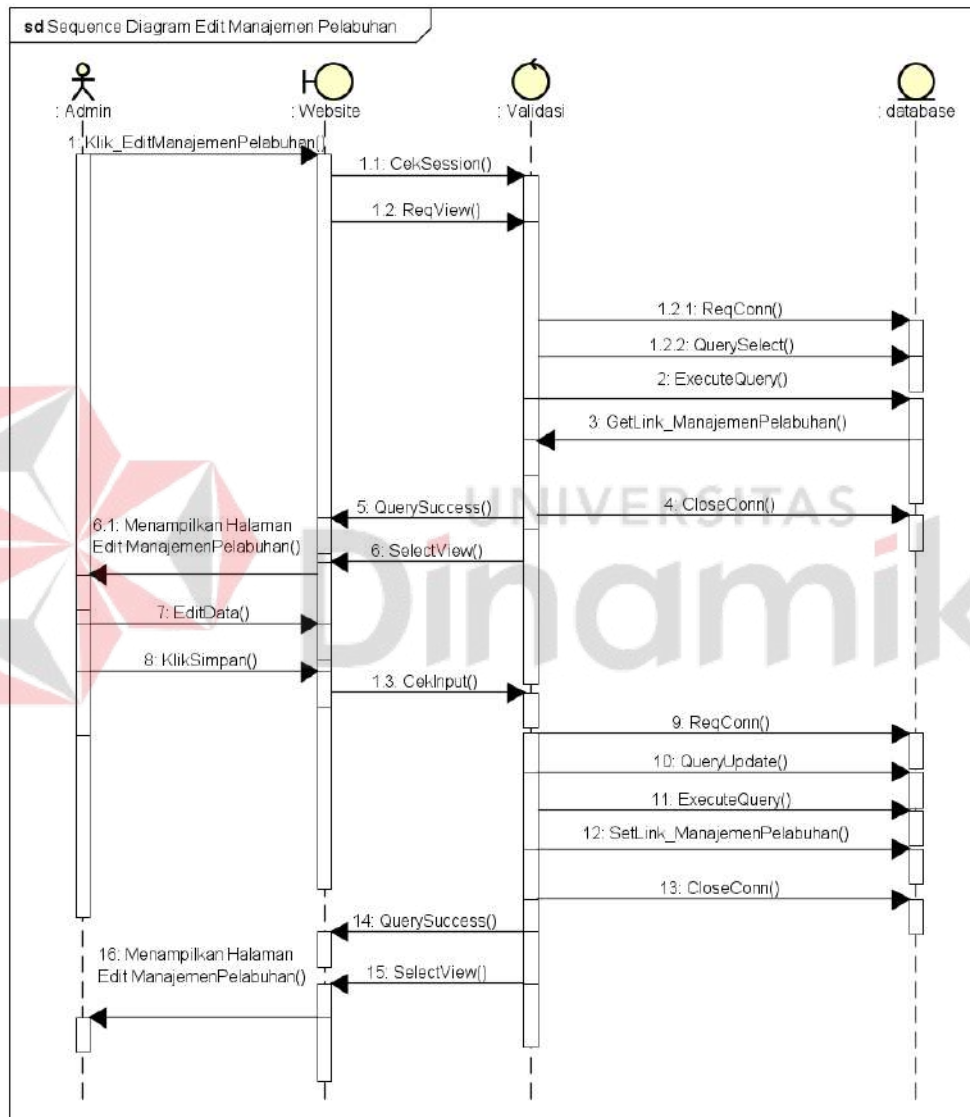 sd Sequence Diagram Edit Manajemen Pelabuhan
: Admin
: Website
: Validasi
: database
1: Klik_EditManajemenPelabuhan()
1.1: CekSession()
1.2: ReqView()
1.2.1: ReqConn()
1.2.2: QuerySelect()
2: ExecuteQuery()
3: GetLink_ManajemenPelabuhan()
UNIVERSITAS
4: CloseConn()
5: QuerySuccess()
6.1: Menampilkan Halaman
Edit ManajemenPelabuhan()
6: SelectView()
Dinamik
7: EditData()
8: KlikSimpan()
1.3: CekInput()
9: ReqConn()
10: QueryUpdate()
11: ExecuteQuery()
12: SetLink_ManajemenPelabuhan()
13: CloseConn()
14: QuerySuccess()
16: Menampilkan Halaman
Edit ManajemenPelabuhan()
15: SelectView()